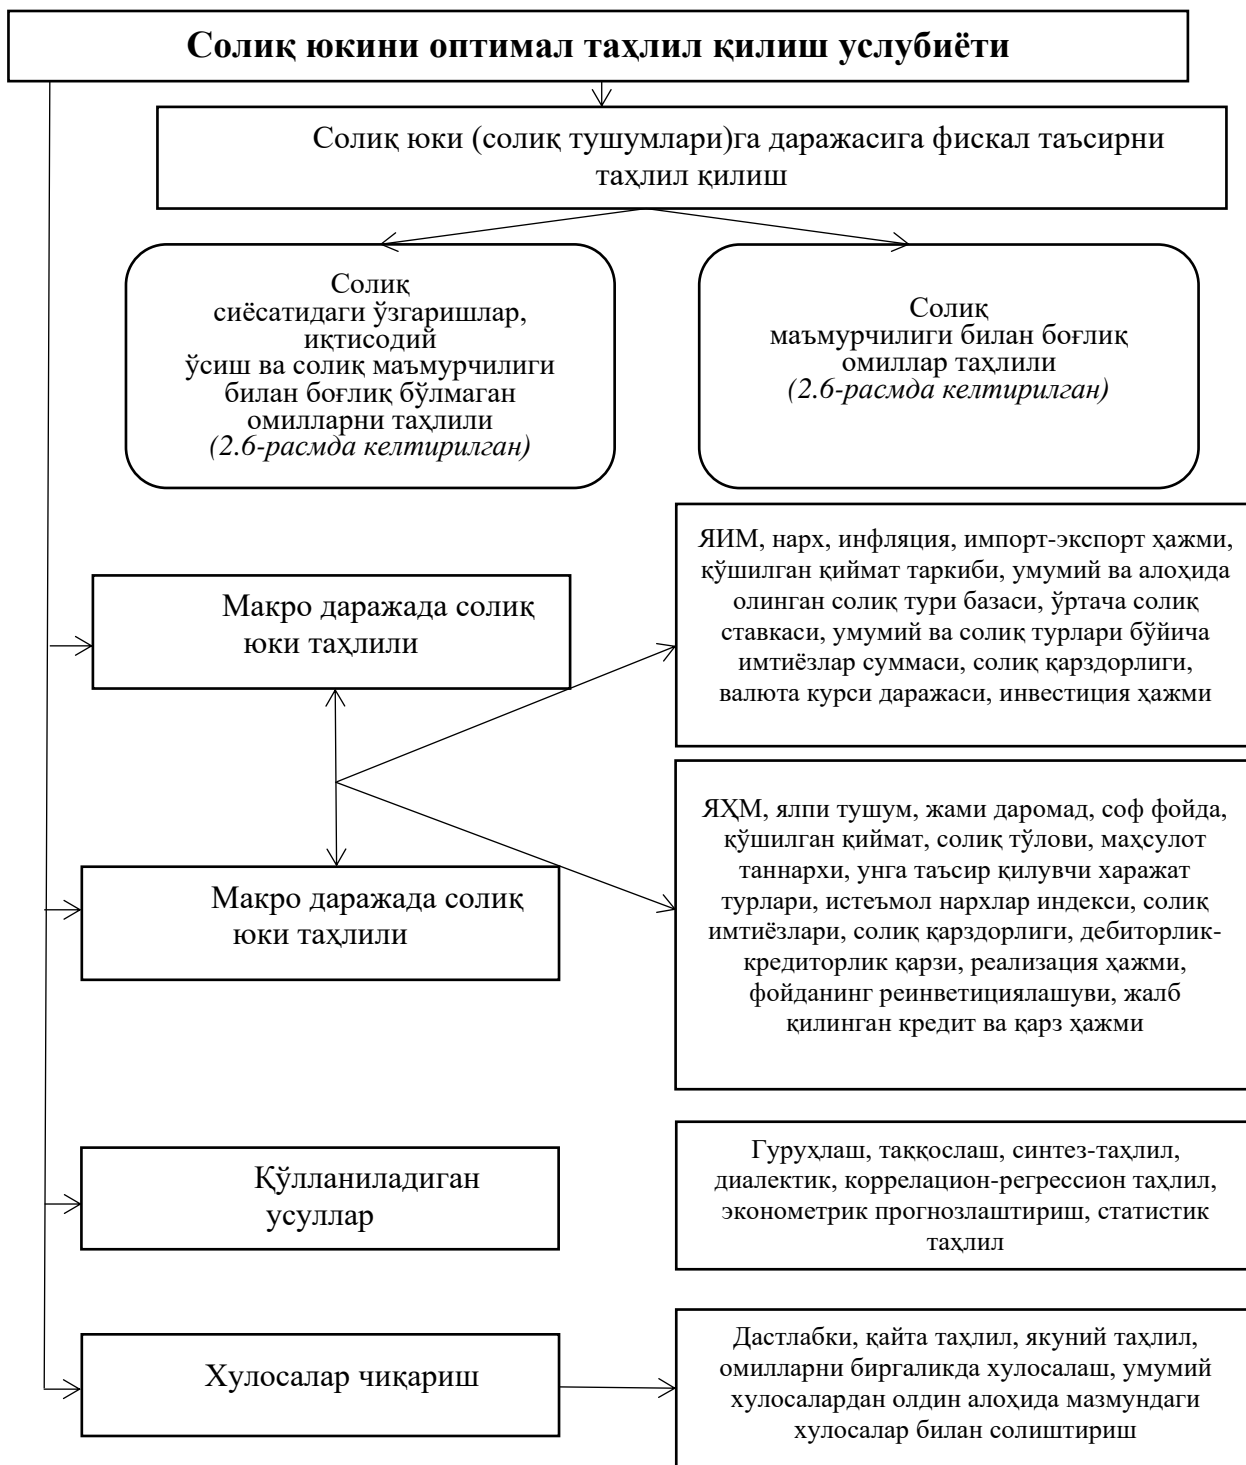 Солиқ юкини оптимал таҳлил қилиш услубиёти
Солиқ юки (солиқ тушумлари)га даражасига фискал таъсирни
таҳлил қилиш
Солиқ
сиёсатидаги ўзгаришлар,
иқтисодий
ўсиш ва солиқ маъмурчилиги
билан боғлиқ бўлмаган
омилларни таҳлили
(2.6-расмда келтирилган)
Солиқ
маъмурчилиги билан боғлиқ
омиллар таҳлили
(2.6-расмда келтирилган)
Макро даражада солиқ
юки таҳлили
ЯИМ, нарх, инфляция, импорт-экспорт ҳажми,
қўшилган қиймат таркиби, умумий ва алоҳида
олинган солиқ тури базаси, ўртача солиқ
ставкаси, умумий ва солиқ турлари бўйича
имтиёзлар суммаси, солиқ қарздорлиги,
валюта курси даражаси, инвестиция ҳажми
Макро даражада солиқ
юки таҳлили
ЯҲМ, ялпи тушум, жами даромад, соф фойда,
қўшилган қиймат, солиқ тўлови, маҳсулот
таннархи, унга таъсир қилувчи харажат
турлари, истеъмол нархлар индекси, солиқ
имтиёзлари, солиқ қарздорлиги, дебиторлик-
кредиторлик қарзи, реализация ҳажми,
фойданинг реинветициялашуви, жалб
қилинган кредит ва қарз ҳажми
Қўлланиладиган
усуллар
Гуруҳлаш, таққослаш, синтез-таҳлил,
диалектик, коррелацион-регрессион таҳлил,
эконометрик прогнозлаштириш, статистик
таҳлил
Хулосалар чиқариш
Дастлабки, қайта таҳлил, якуний таҳлил,
омилларни биргаликда хулосалаш, умумий
хулосалардан олдин алоҳида мазмундаги
хулосалар билан солиштириш